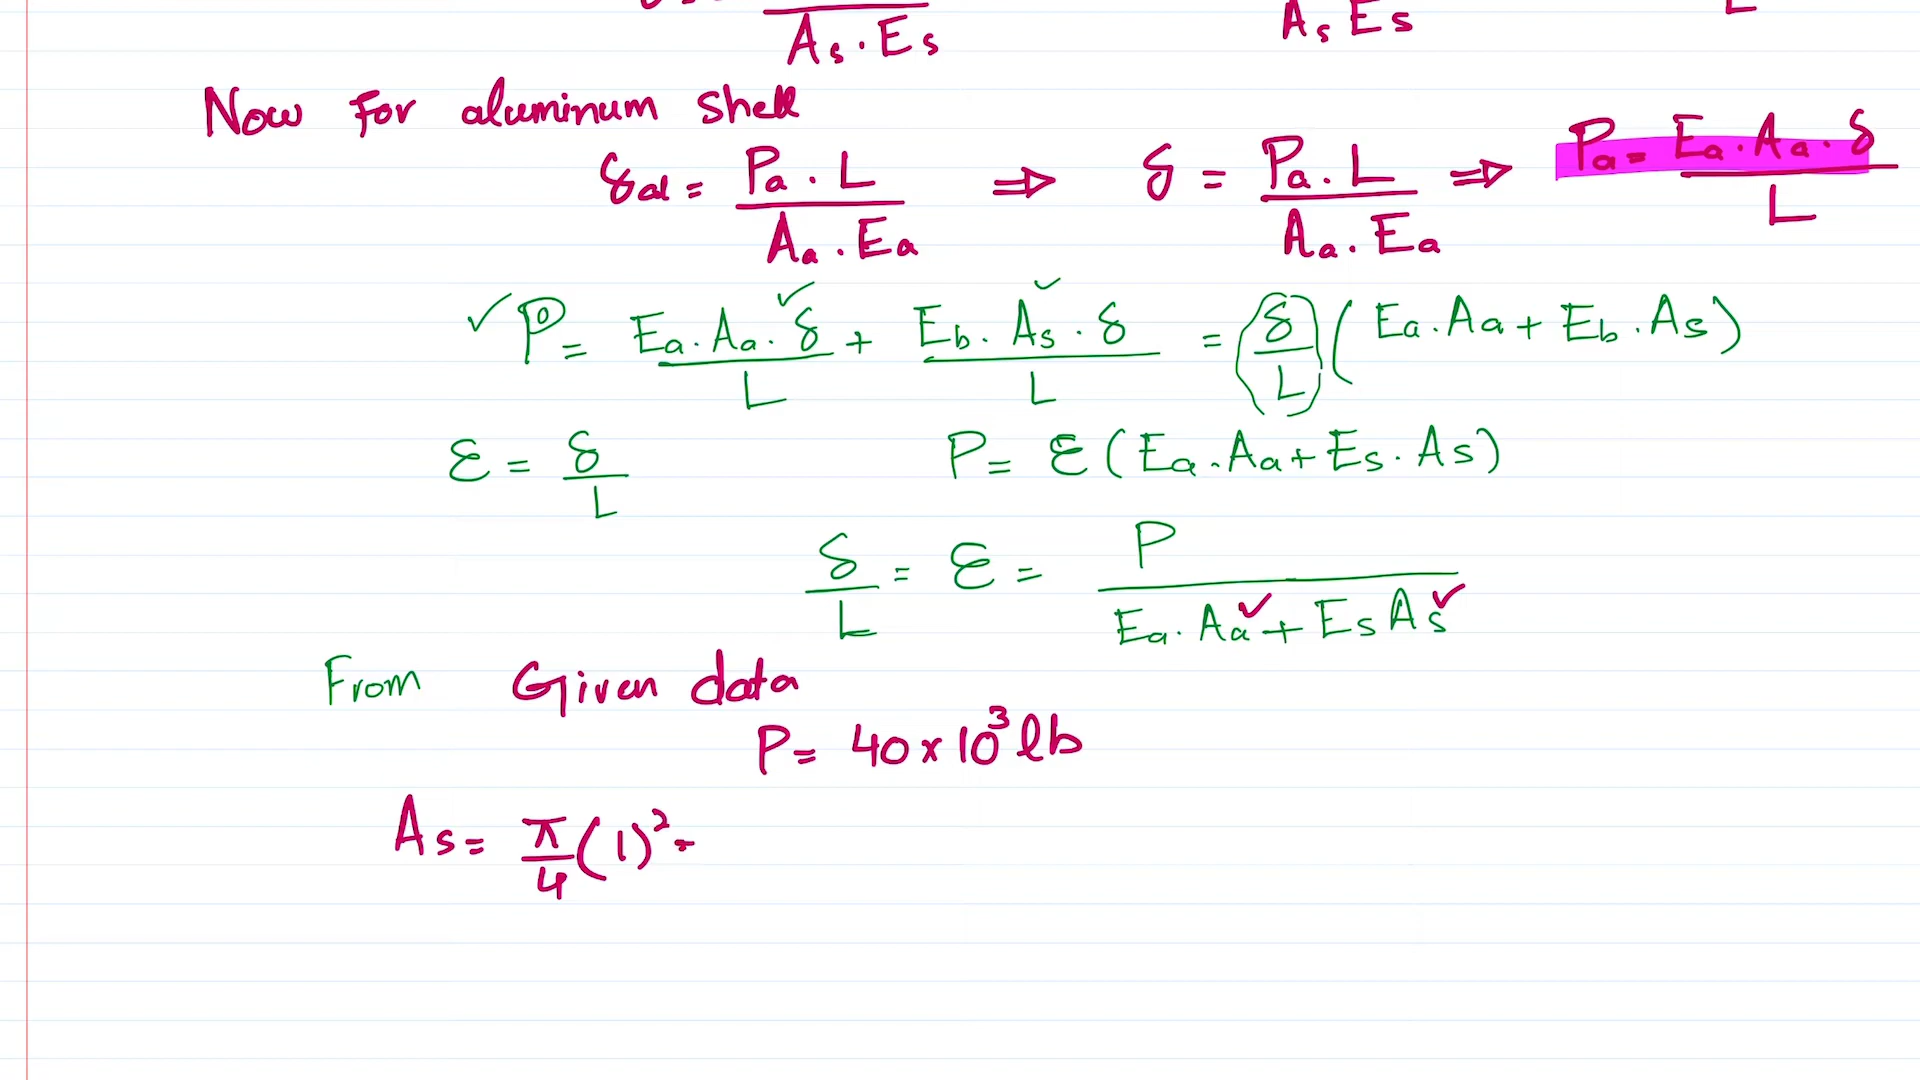 As . Es As Es L
Now for aluminum shell
δal = Pa . L / Aa . Ea ⇒ δ = Pa . L / Aa . Ea ⇒ Pa = Ea . Aa . δ / L
✓ P = Ea . Aa . δ / L + Eb . As . δ / L = δ / L ( Ea . Aa + Eb . As )
ε = δ / L P = ε ( Ea . Aa + Es . As )
δ / L = ε = P / Ea . Aa + Es As
From Given data
P = 40 x 10³ lb
As = π/4 (1)² =